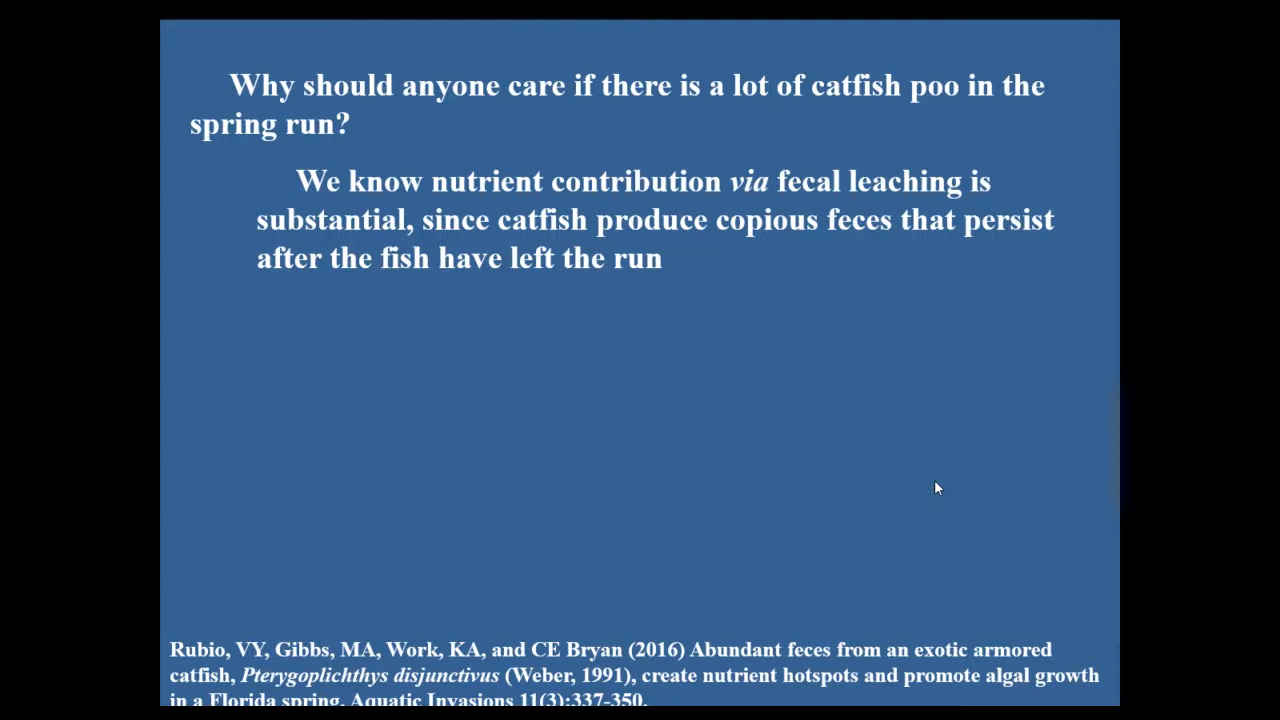 Why should anyone care if there is a lot of catfish poo in the
spring run?
We know nutrient contribution via fecal leaching is
substantial, since catfish produce copious feces that persist
after the fish have left the run
Rubio, VY, Gibbs, MA, Work, KA, and CE Bryan (2016) Abundant feces from an exotic armored
catfish, Pterygoplichthys disjunctivus (Weber, 1991), create nutrient hotspots and promote algal growth
in a Florida spring. Aquatic Invasions 11(3):337-350.